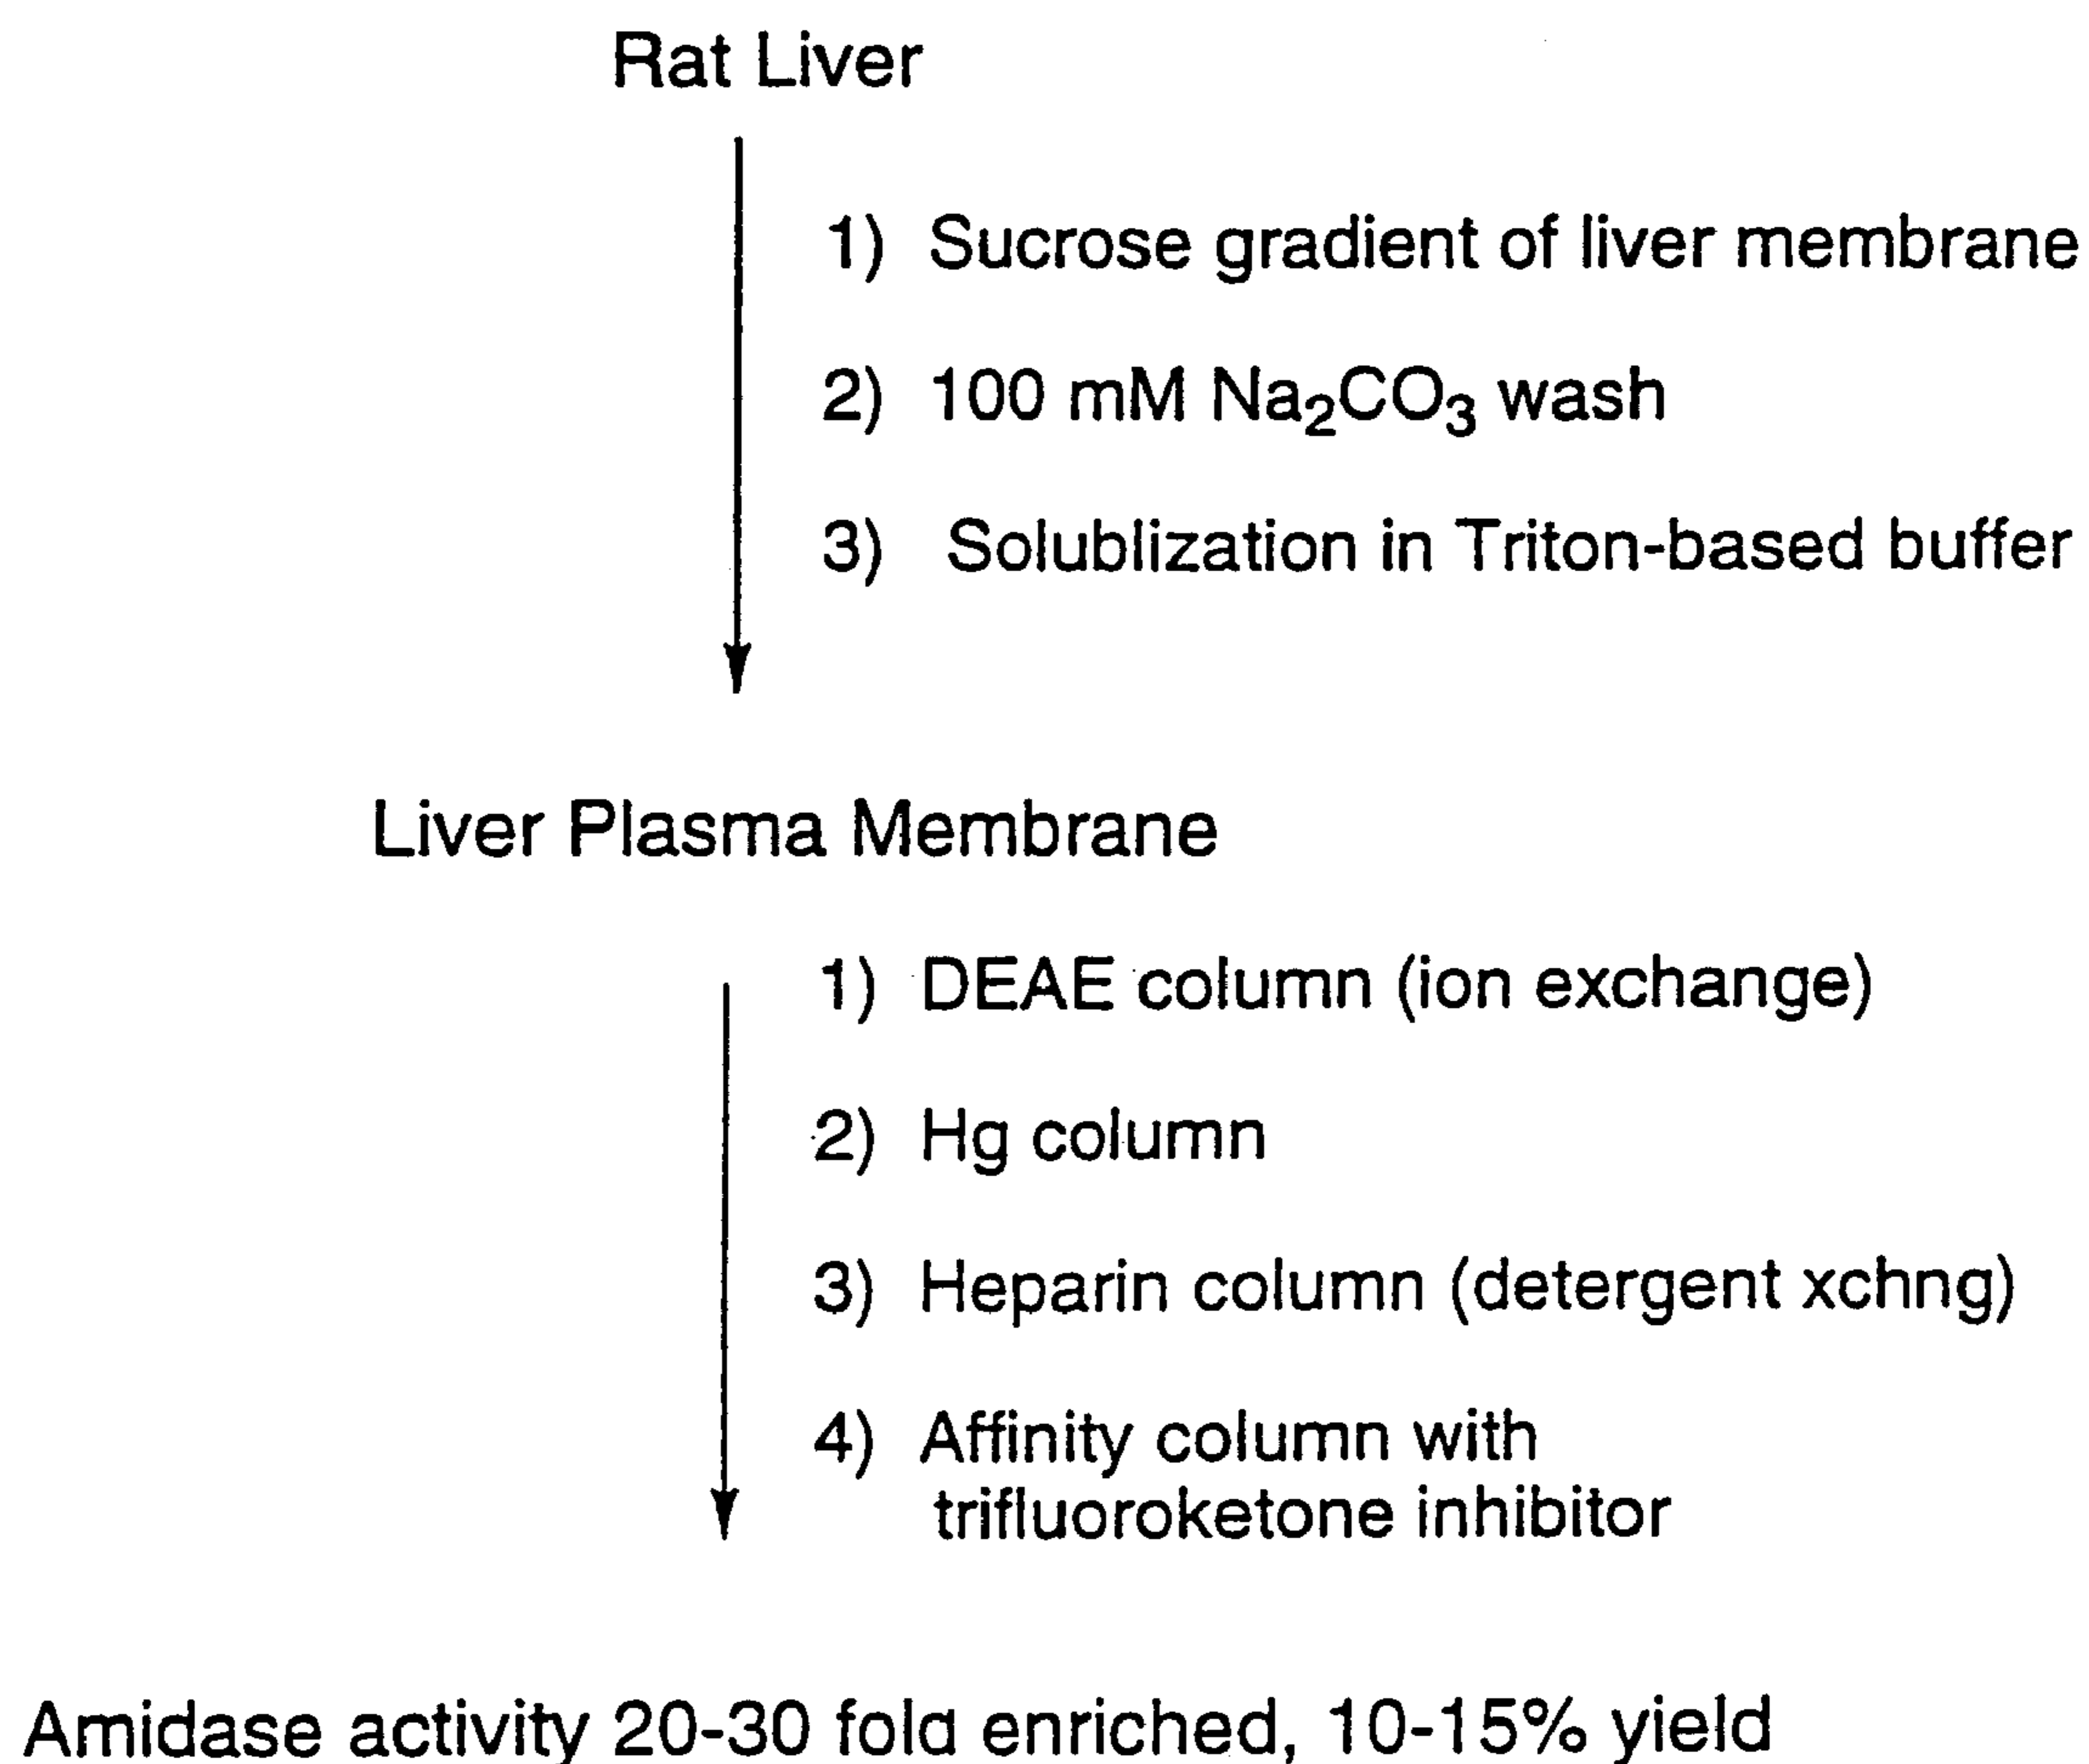 Rat Liver
1) Sucrose gradient of liver membrane
2) 100 mM Na₂CO₃ wash
3) Solublization in Triton-based buffer
Liver Plasma Membrane
1) DEAE column (ion exchange)
2) Hg column
3) Heparin column (detergent xchng)
4) Affinity column with
trifluoroketone inhibitor
Amidase activity 20-30 fold enriched, 10-15% yield